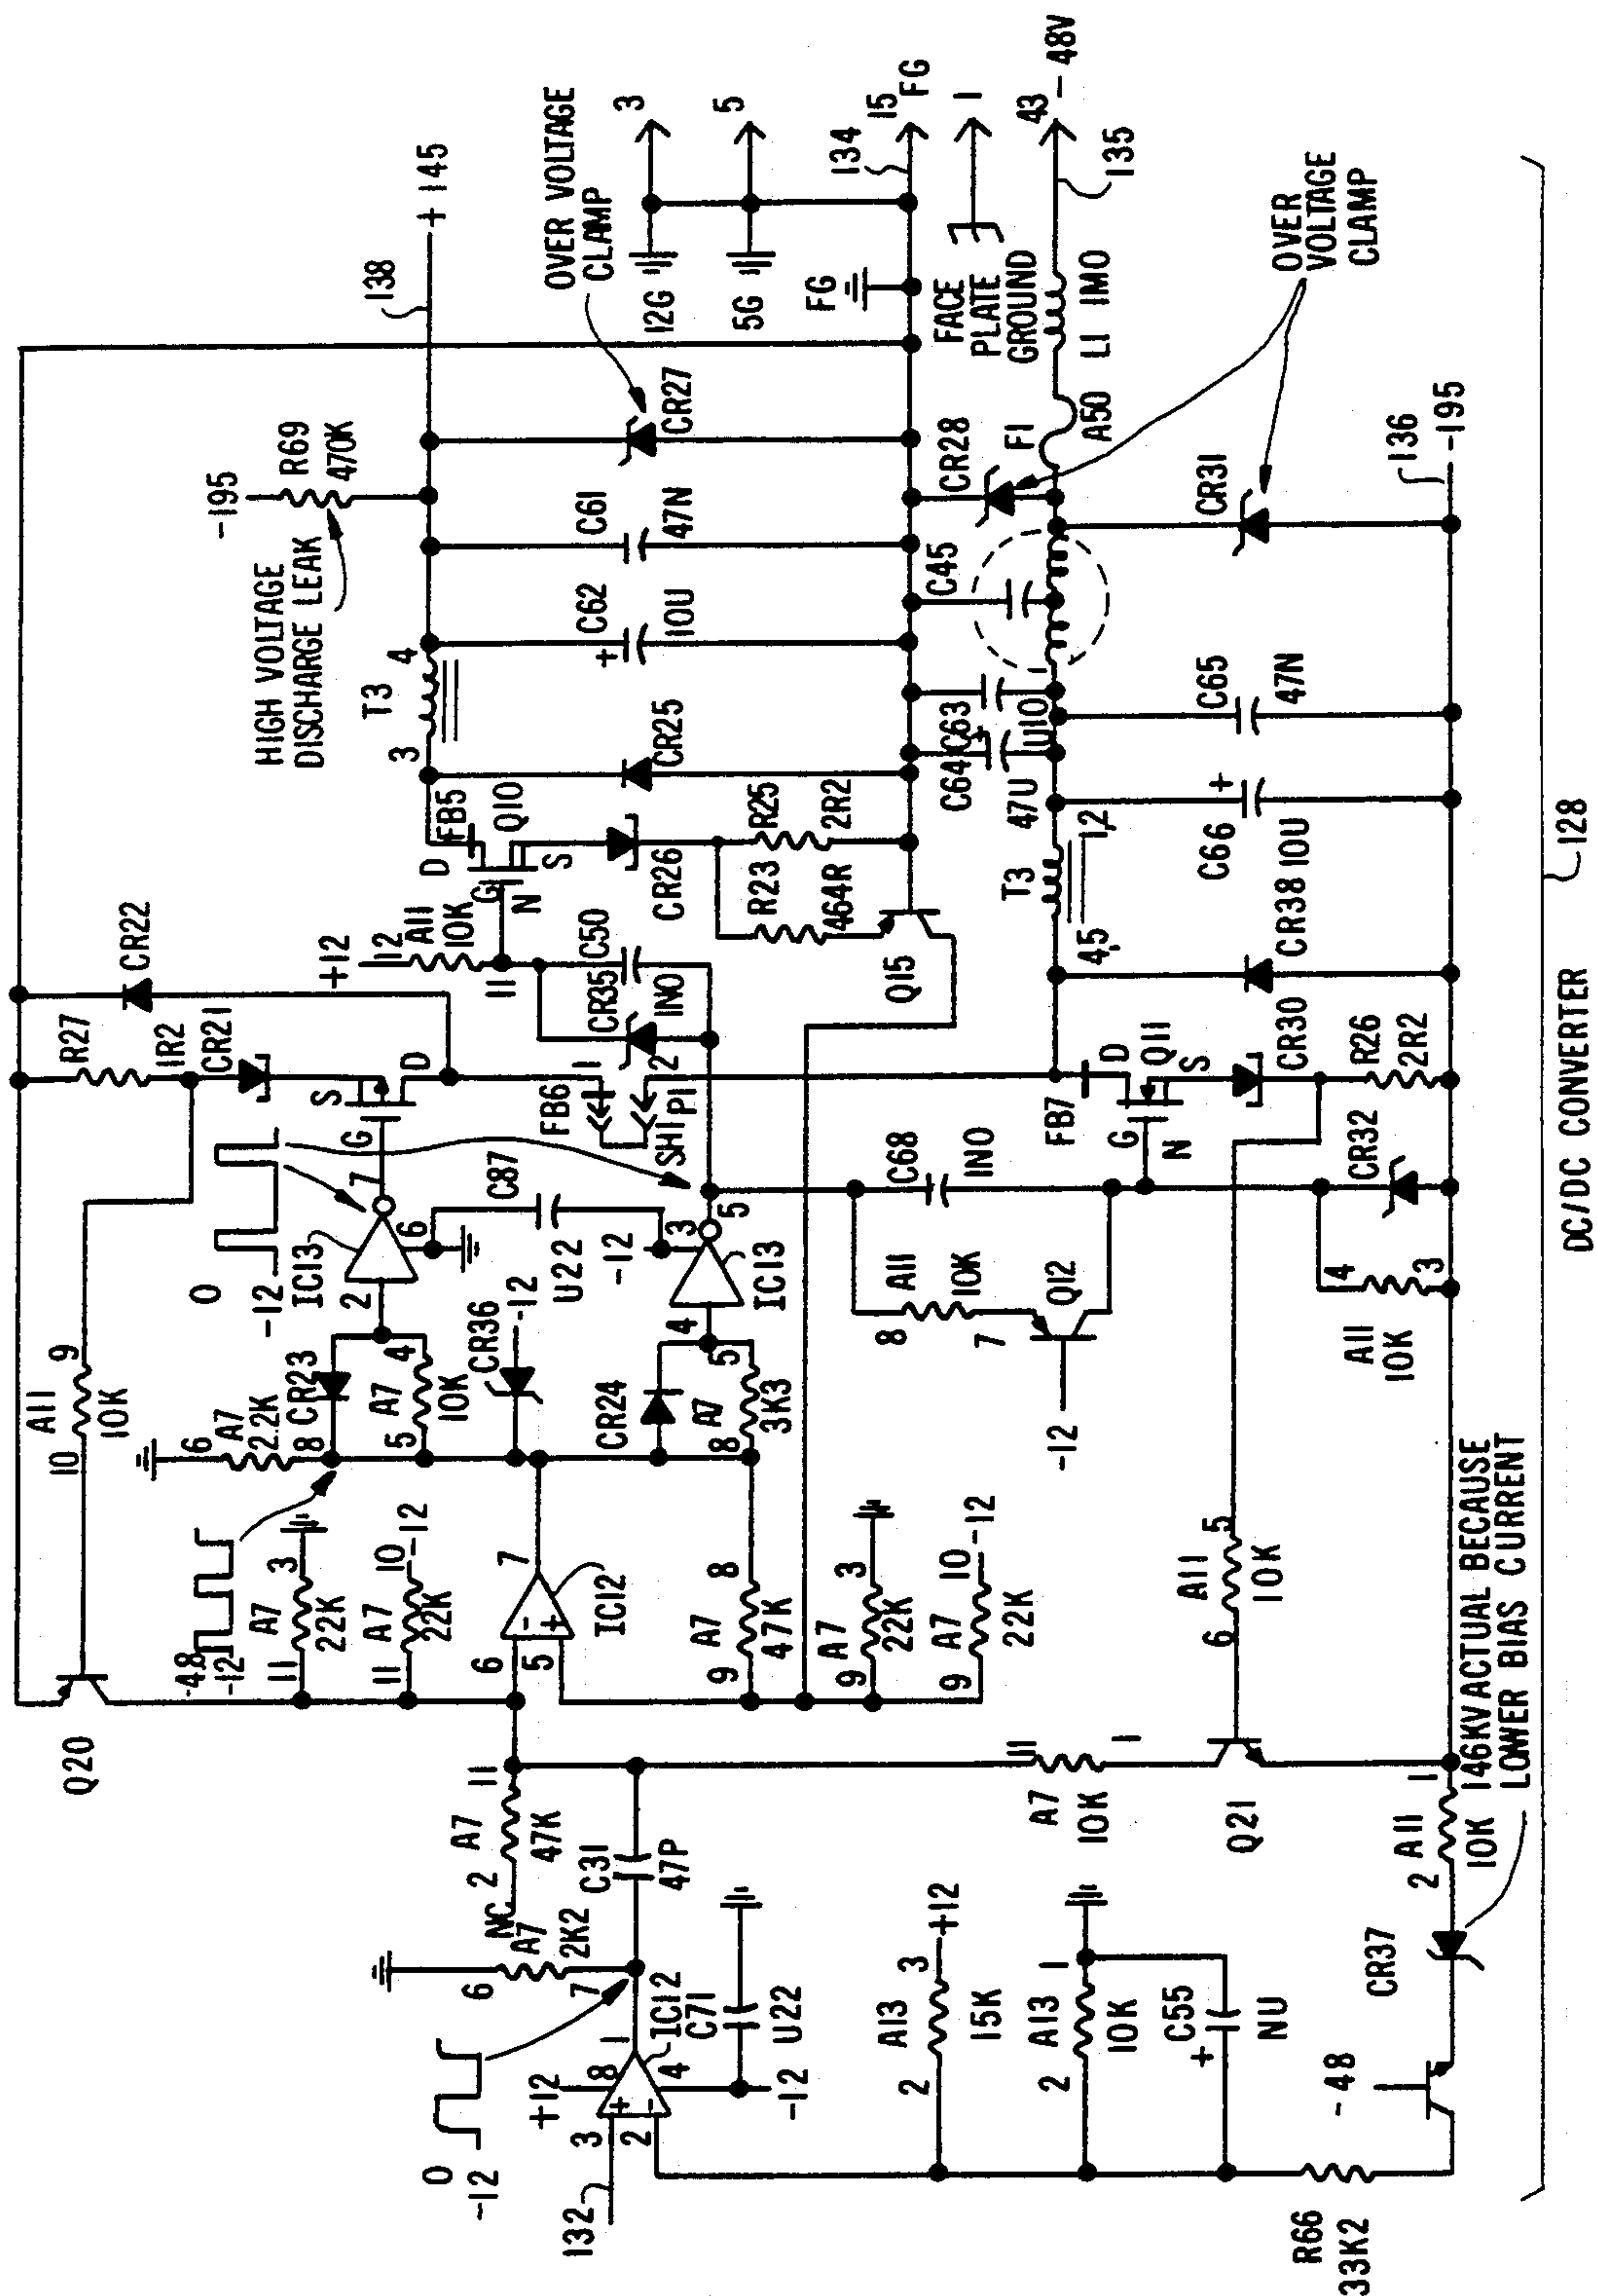 Q20
A11
10
9
10K
R27
1R2
CR21
CR22
+12
12
A11
10K
11
-195
R69
470K
HIGH VOLTAGE
DISCHARGE LEAK
138
+145
OVER VOLTAGE
CLAMP
T3
3
4
FB5
D
Q10
G
S
N
CR25
C62
+
10U
C61
47N
CR27
12G
3
5G
5
FG
134
15
FG
FACE
PLATE
GROUND
1
CR26
R25
2R2
R23
464R
Q15
C50
1N0
CR35
S
D
G
7
FB6
1
2
SH1
P1
0
-12
IC13
2
6
C87
U22
-12
3
5
IC13
4
A7
2.2K
6
8
CR23
A7
10K
5
4
CR36
-12
CR24
A7
3K3
8
5
-48
-12
A7
22K
11
3
A7
22K
11
10
-12
6
5
7
-
+
IC12
A7
47K
9
8
A7
22K
9
3
A7
22K
9
10
-12
A7
47K
2
11
NC
A7
2K2
6
7
C31
47P
0
-12
132
3
2
+12
8
+
-
1
IC12
4
-12
C71
U22
A13
15K
2
3
+12
A13
10K
2
1
C55
+
NU
R66
33K2
-48
CR37
A11
10K
2
1
146KV ACTUAL BECAUSE
LOWER BIAS CURRENT
A7
10K
11
1
Q21
A11
10K
6
5
A11
10K
8
7
Q12
-12
C68
1N0
A11
10K
4
3
CR32
FB7
D
Q11
S
G
N
CR30
R26
2R2
T3
4,5
1,2
CR38
C66
+
10U
C65
47N
C64
47U
+
C63
U10
1
C45
CR28
F1
A50
L1
1M0
43
-48V
135
CR31
OVER
VOLTAGE
CLAMP
136
-195
128
DC/DC CONVERTER